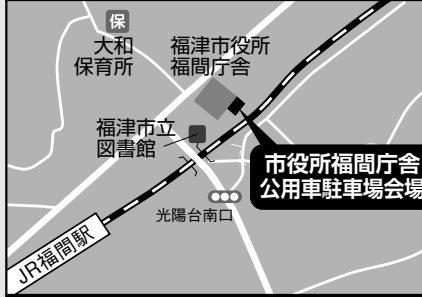 保
大和
保育所
福津市役所
福間庁舎
福津市立
図書館
市役所福間庁舎
公用車駐車場会場
光陽台南口
JR福間駅